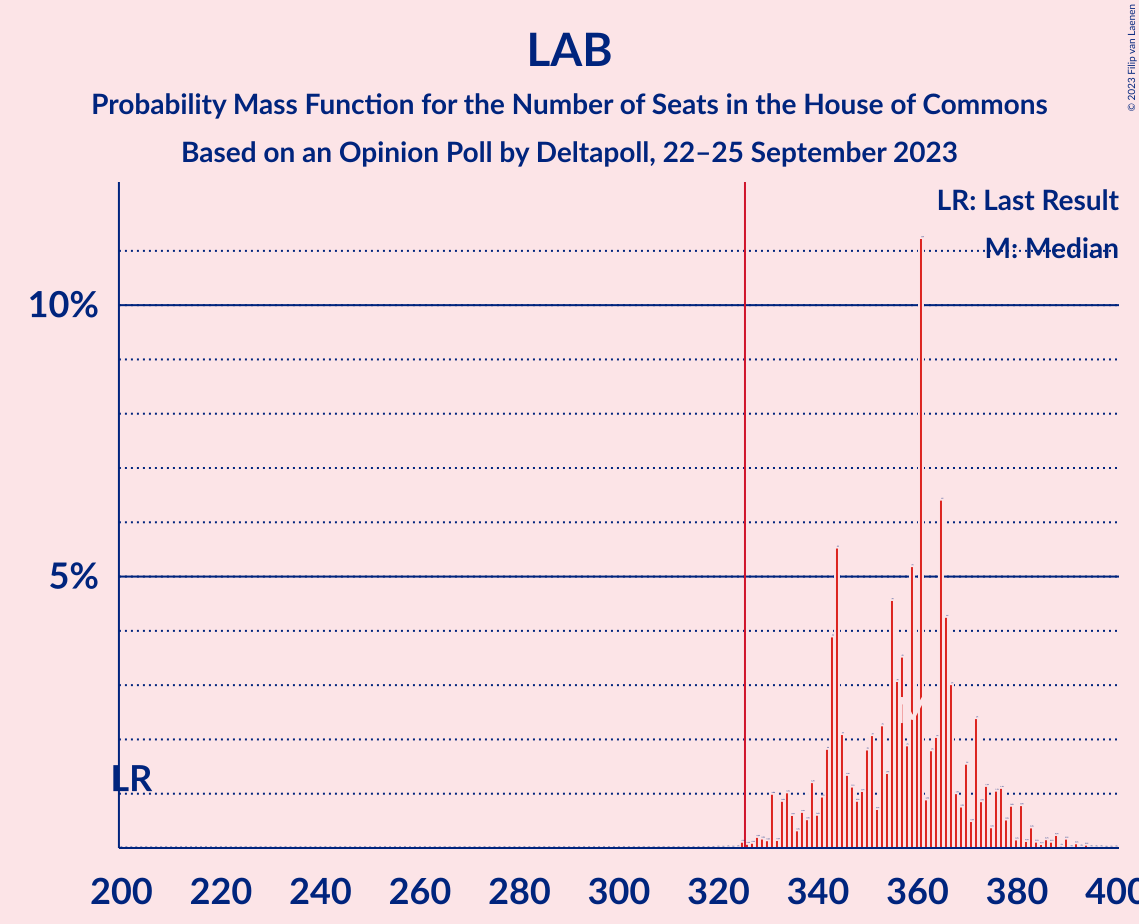 LAB
Probability Mass Function for the Number of Seats in the House of Commons
Based on an Opinion Poll by Deltapoll, 22–25 September 2023
© 2023 Filip van Laenen
LR: Last Result
M: Median
10%
5%
LR
200 220 240 260 280 300 320 340 360 380 400